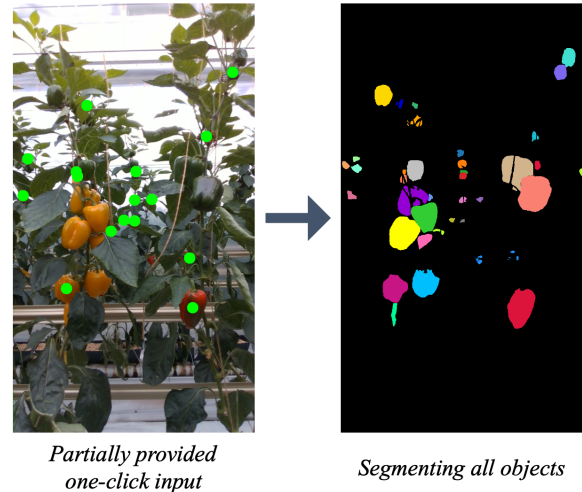 Partially provided
one-click input
Segmenting all objects